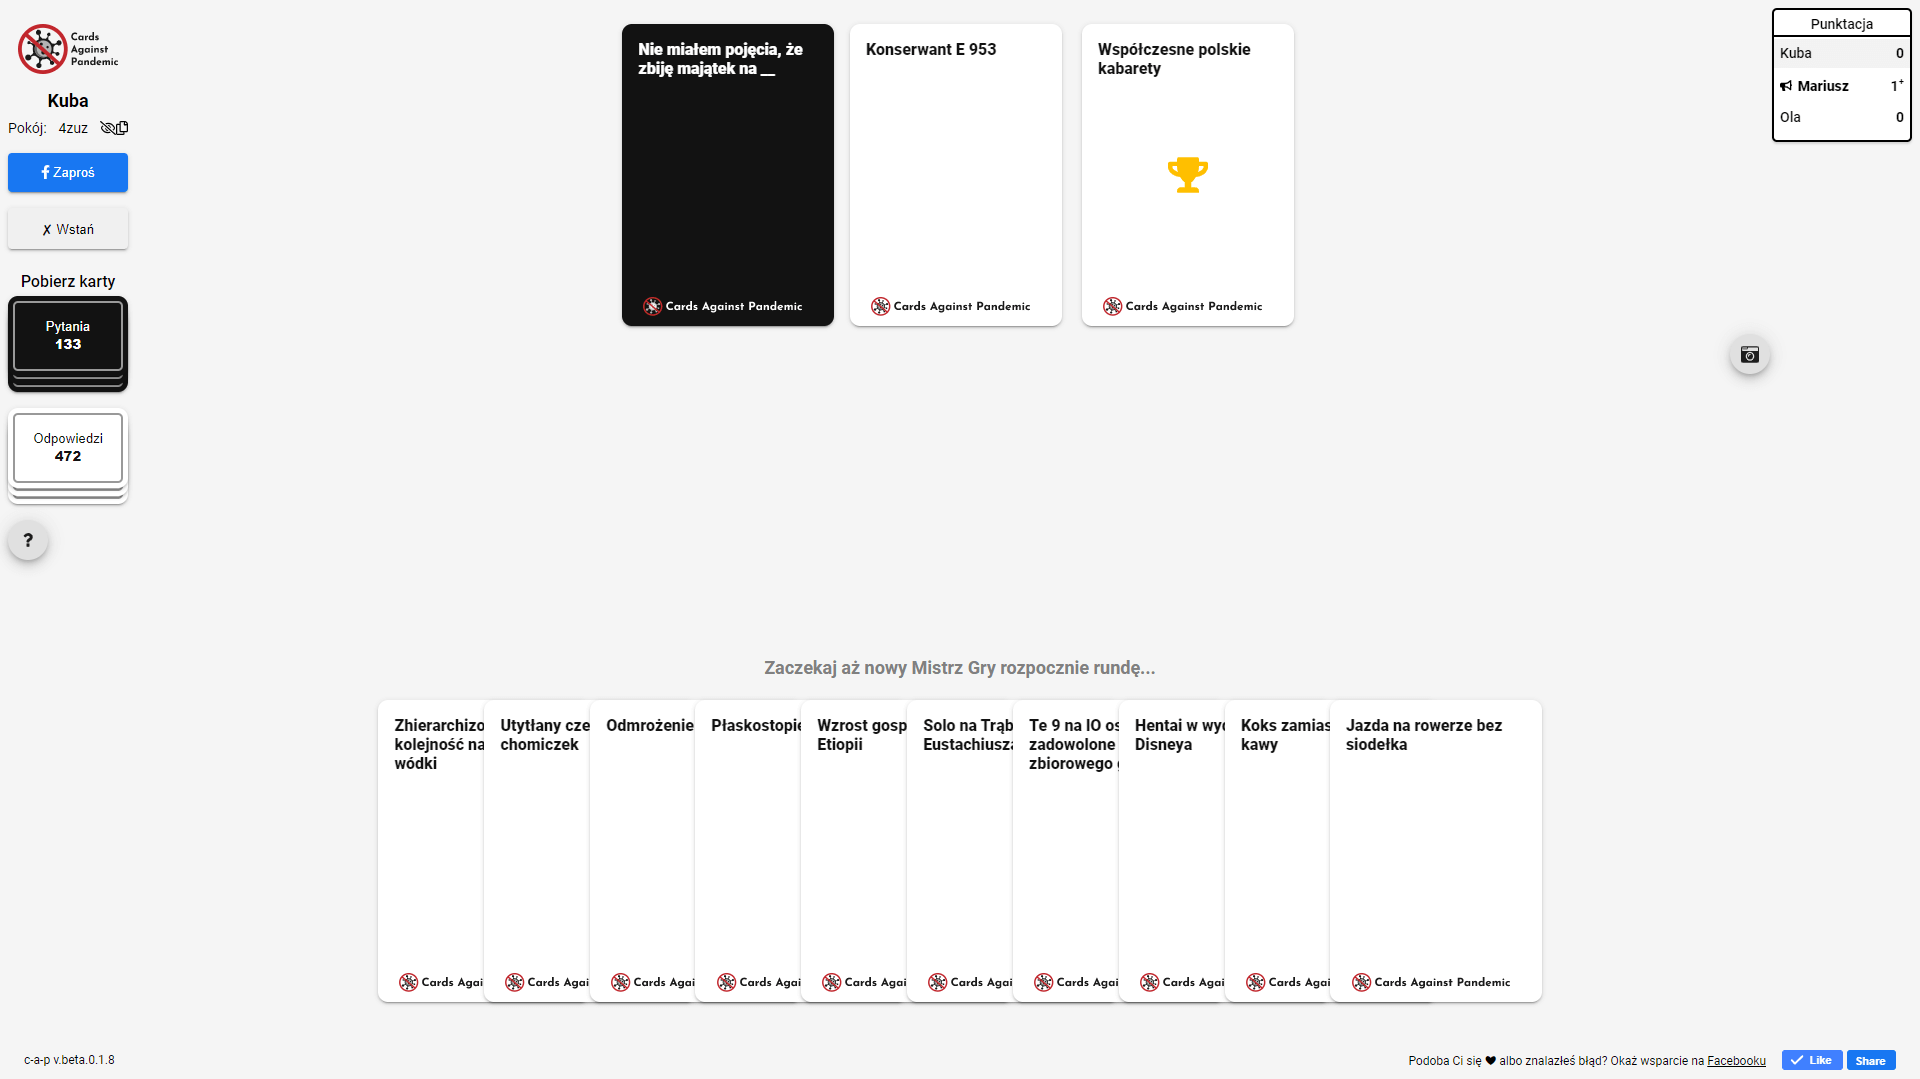 Cards
Against
Pandemic
Kuba
Pokój: 4zuz
Zaproś
✗ Wstań
Pobierz karty
Pytania
133
Odpowiedzi
472
?
Nie miałem pojęcia, że
zbiję majątek na __
Cards Against Pandemic
Konserwant E 953
Cards Against Pandemic
Współczesne polskie
kabarety
Cards Against Pandemic
Punktacja
Kuba 0
Mariusz 1+
Ola 0
Zaczekaj aż nowy Mistrz Gry rozpocznie rundę...
Zhierarchizo
kolejność na
wódki
Cards Agai
Utytłany cze
chomiczek
Cards Agai
Odmrożenie
Cards Agai
Płaskostopie
Cards Agai
Wzrost gosp
Etiopii
Cards Agai
Solo na Trąb
Eustachiusza
Cards Agai
Te 9 na IO os
zadowolone
zbiorowego
Cards Agai
Hentai w wyd
Disneya
Cards Agai
Koks zamias
kawy
Cards Agai
Jazda na rowerze bez
siodełka
Cards Against Pandemic
c-a-p v.beta.0.1.8
Podoba Ci się ❤ albo znalazłeś błąd? Okaż wsparcie na Facebooku
Like
Share